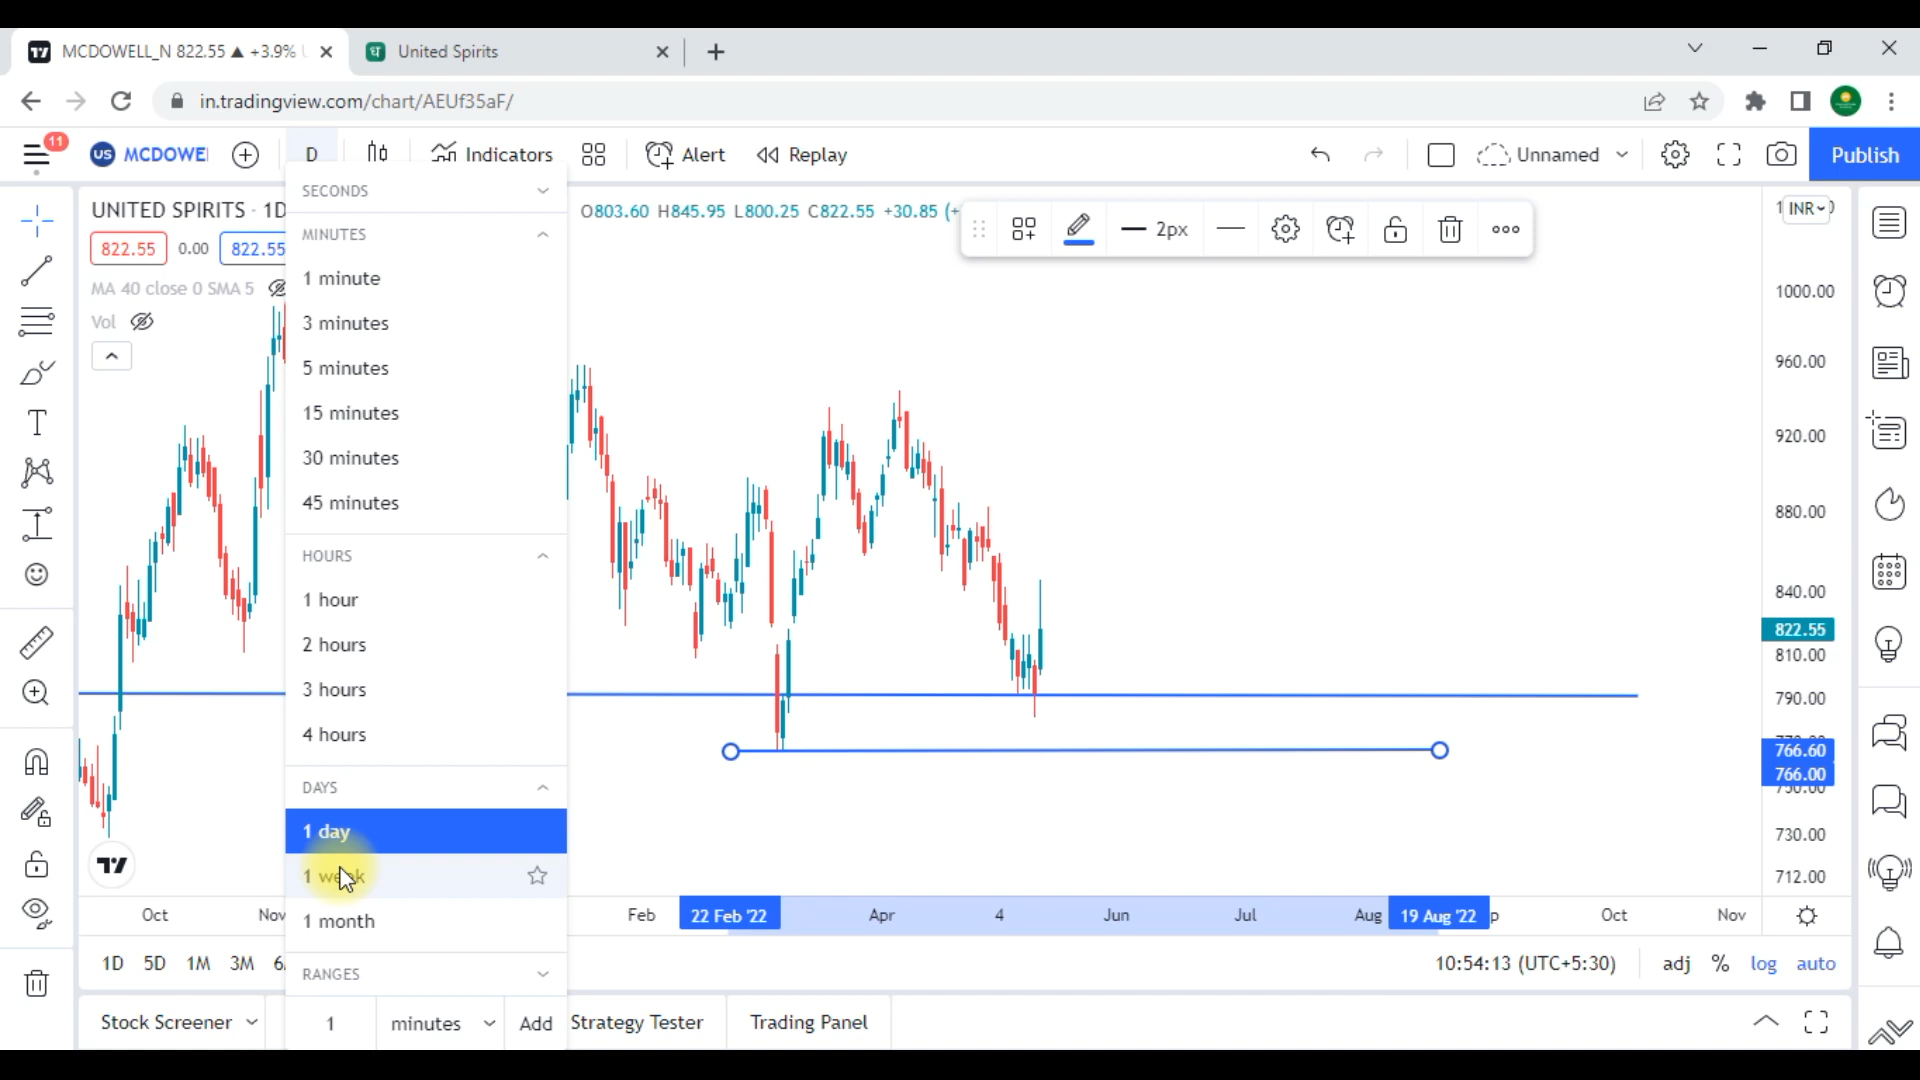 MCDOWELL_N 822.55 ▲ +3.9%
United Spirits
in.tradingview.com/chart/AEUf35aF/
11
US MCDOWE
D
Indicators
Alert
Replay
Unnamed
Publish
UNITED SPIRITS · 1D
O803.60 H845.95 L800.25 C822.55 +30.85 (+
2px
INR
822.55
0.00
822.55
MA 40 close 0 SMA 5
Vol
SECONDS
MINUTES
1 minute
3 minutes
5 minutes
15 minutes
30 minutes
45 minutes
HOURS
1 hour
2 hours
3 hours
4 hours
DAYS
1 day
1 week
1 month
RANGES
1
minutes
Add
1000.00
960.00
920.00
880.00
840.00
822.55
810.00
790.00
766.60
766.00
730.00
712.00
Oct
Nov
Feb
22 Feb '22
Apr
4
Jun
Jul
Aug
19 Aug '22
p
Oct
Nov
1D
5D
1M
3M
10:54:13 (UTC+5:30)
adj
%
log
auto
Stock Screener
Strategy Tester
Trading Panel